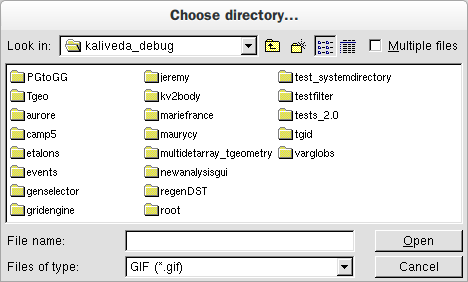 Choose directory...
Look in: kaliveda_debug Multiple files
PGtoGG jeremy test_systemdirectory
Tgeo kv2body testfilter
aurore mariefrance tests_2.0
camp5 maurycy tgid
etalons multidetarray_tgeometry varglobs
events newanalysisgui
genselector regenDST
gridengine root
File name: Open
Files of type: GIF (*.gif) Cancel